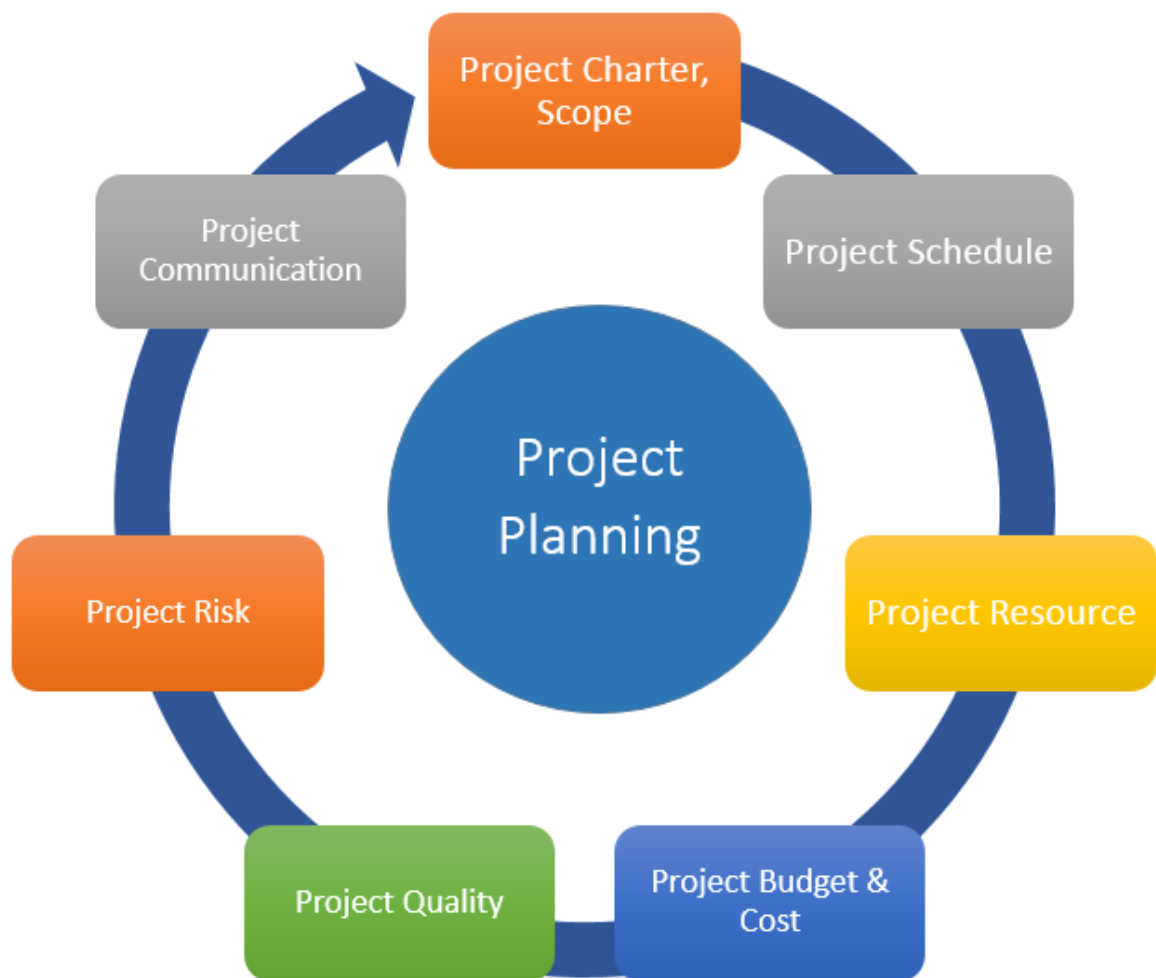 Project Charter,
Scope
Project Schedule
Project Resource
Project Budget &
Cost
Project Quality
Project Risk
Project
Communication
Project
Planning